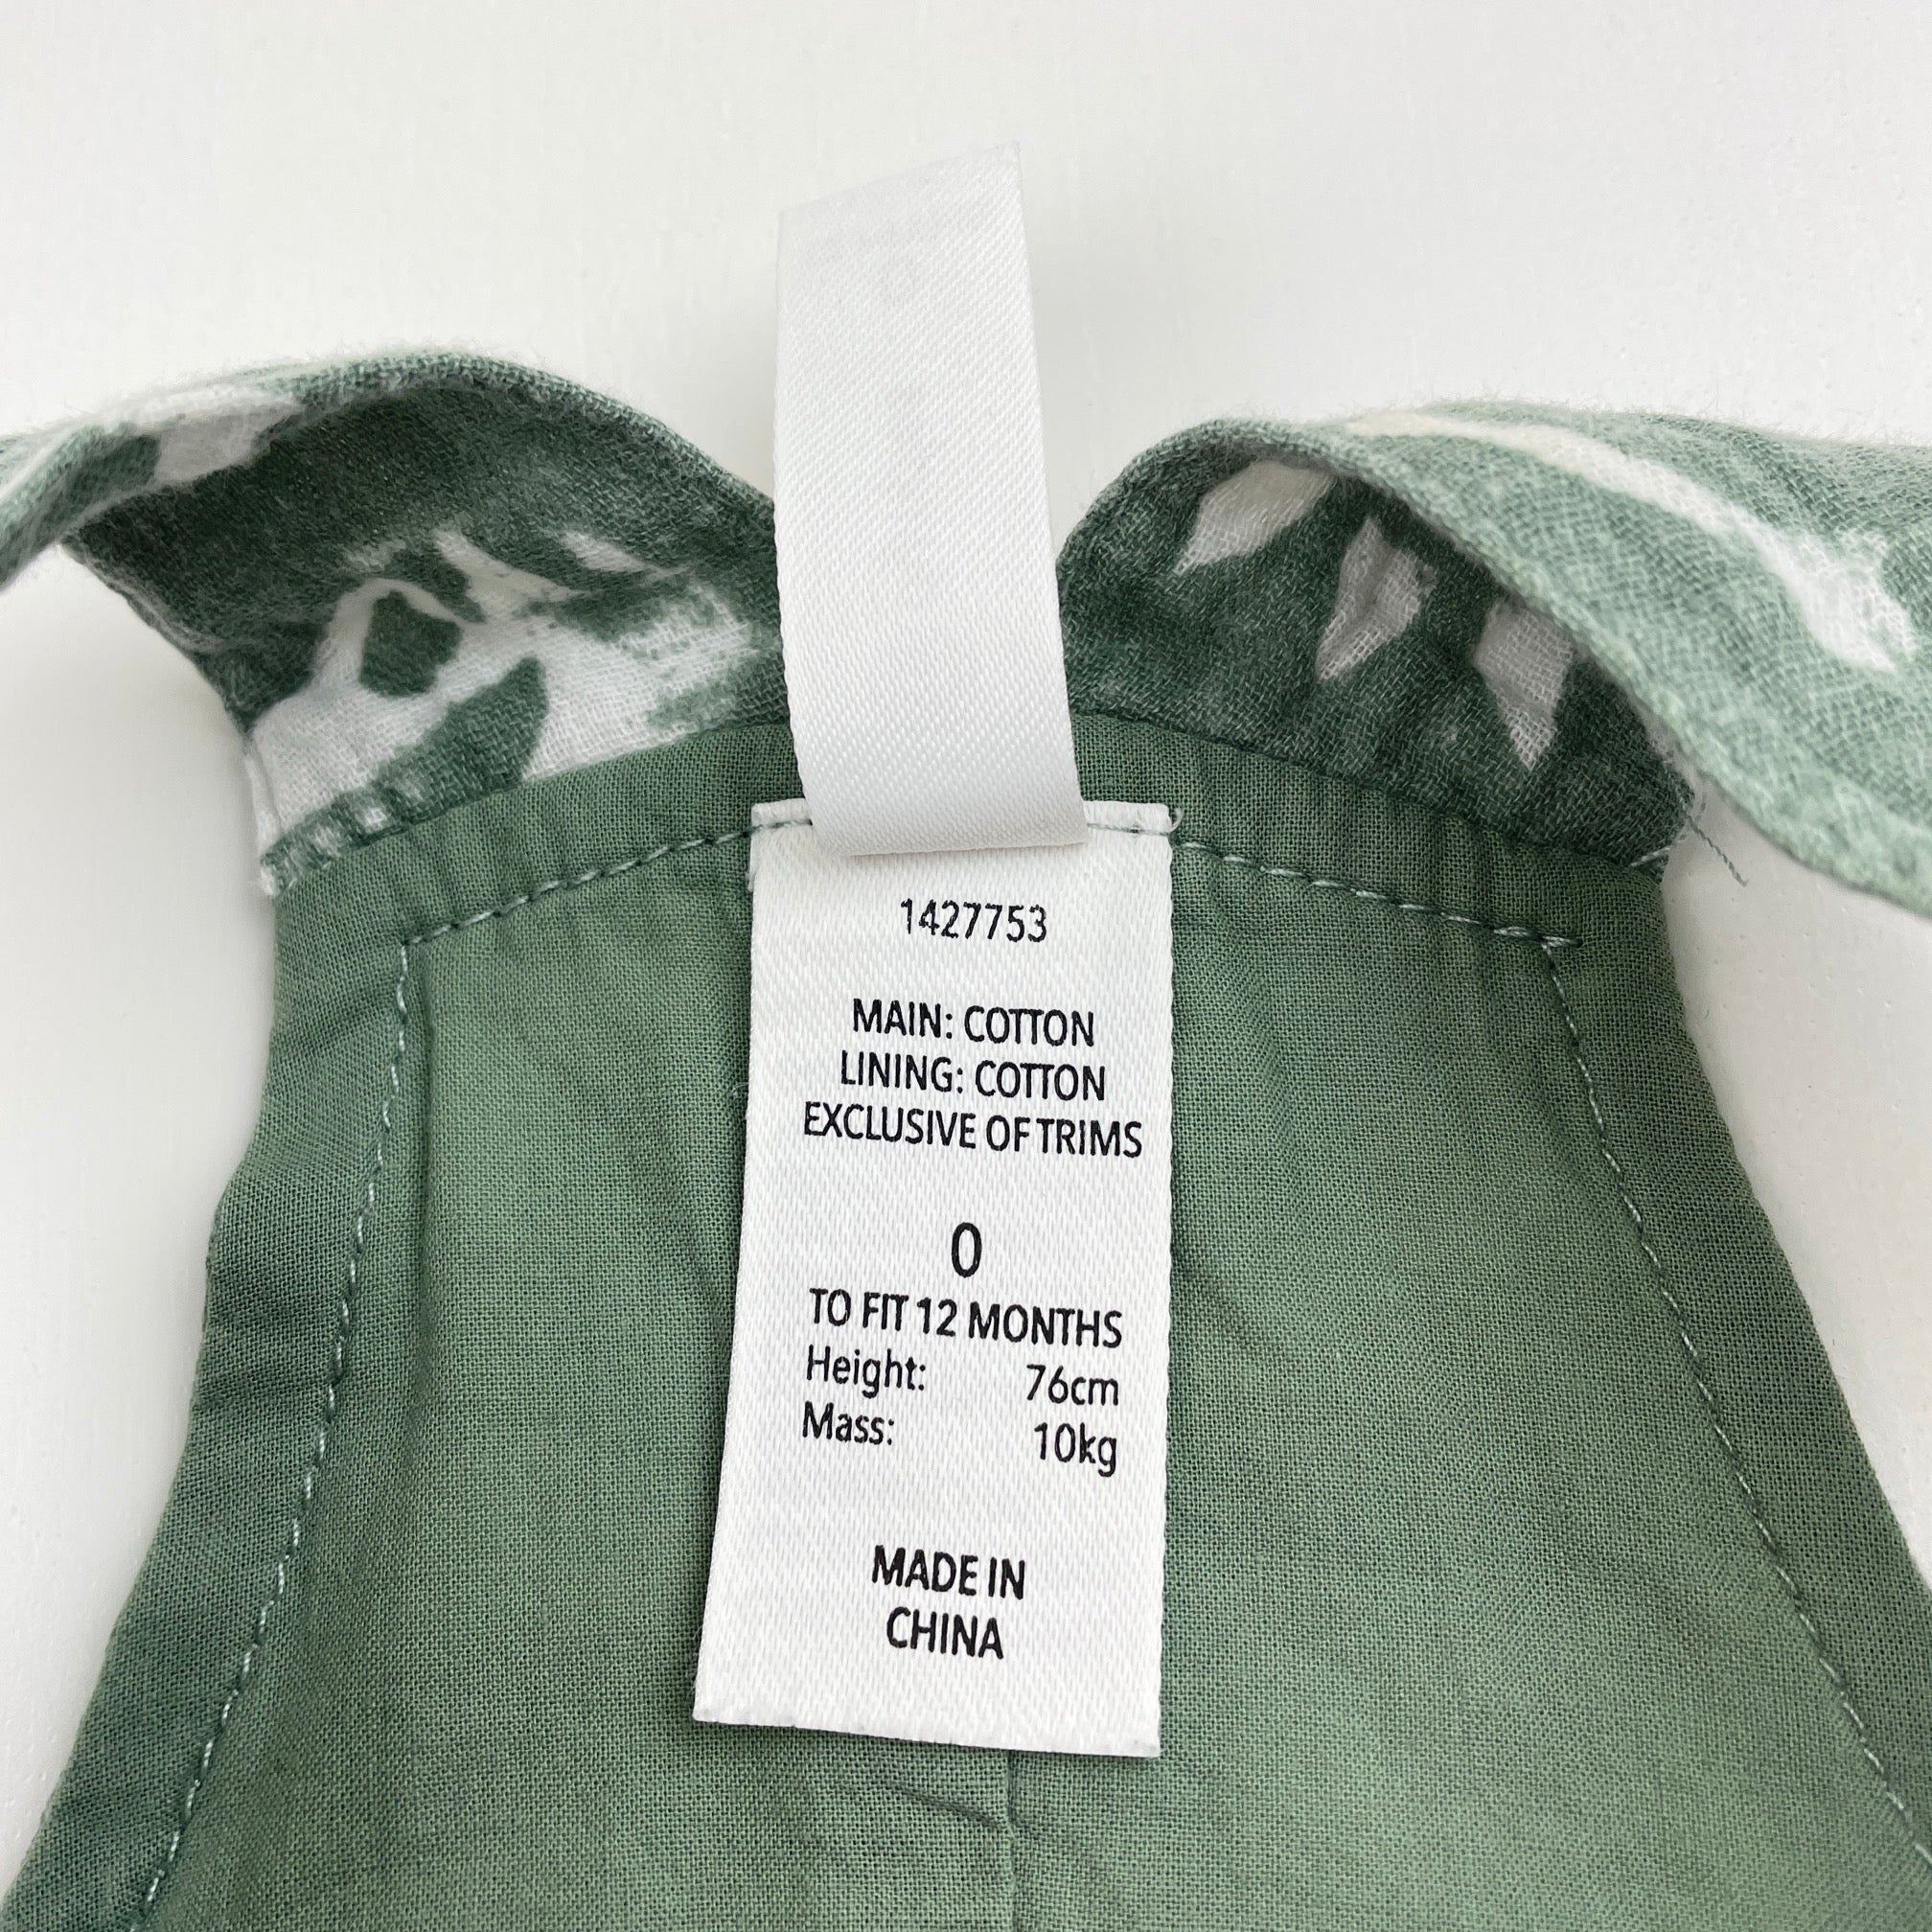 1427753
MAIN: COTTON
LINING: COTTON
EXCLUSIVE OF TRIMS
0
TO FIT 12 MONTHS
Height: 76cm
Mass: 10kg
MADE IN
CHINA